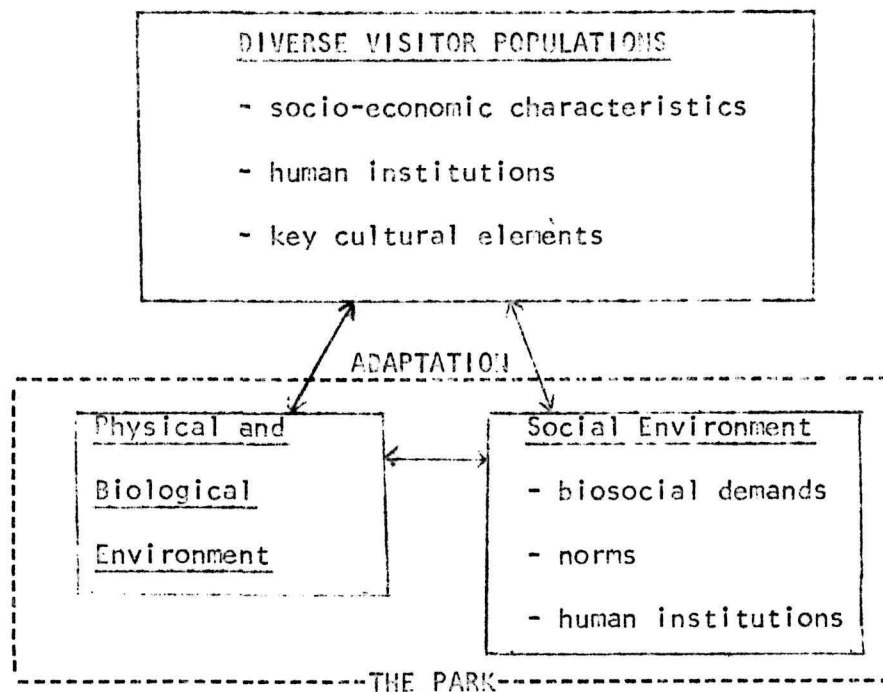 DIVERSE VISITOR POPULATIONS
- socio-economic characteristics
- human institutions
- key cultural elements
ADAPTATION
Physical and
Biological
Environment
Social Environment
- biosocial demands
- norms
- human institutions
THE PARK